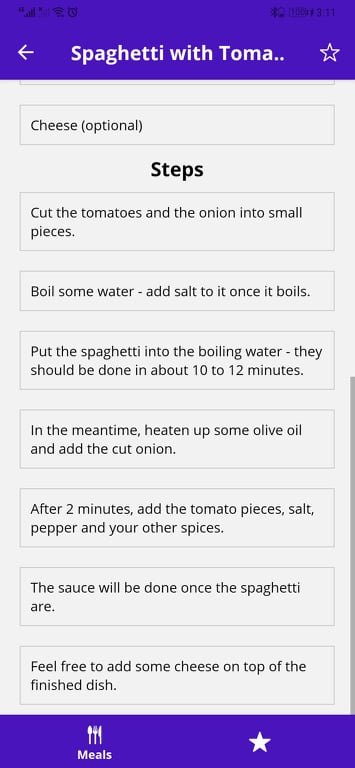 3:11
Spaghetti with Toma..
Cheese (optional)
Steps
Cut the tomatoes and the onion into small
pieces.
Boil some water - add salt to it once it boils.
Put the spaghetti into the boiling water - they
should be done in about 10 to 12 minutes.
In the meantime, heaten up some olive oil
and add the cut onion.
After 2 minutes, add the tomato pieces, salt,
pepper and your other spices.
The sauce will be done once the spaghetti
are.
Feel free to add some cheese on top of the
finished dish.
Meals